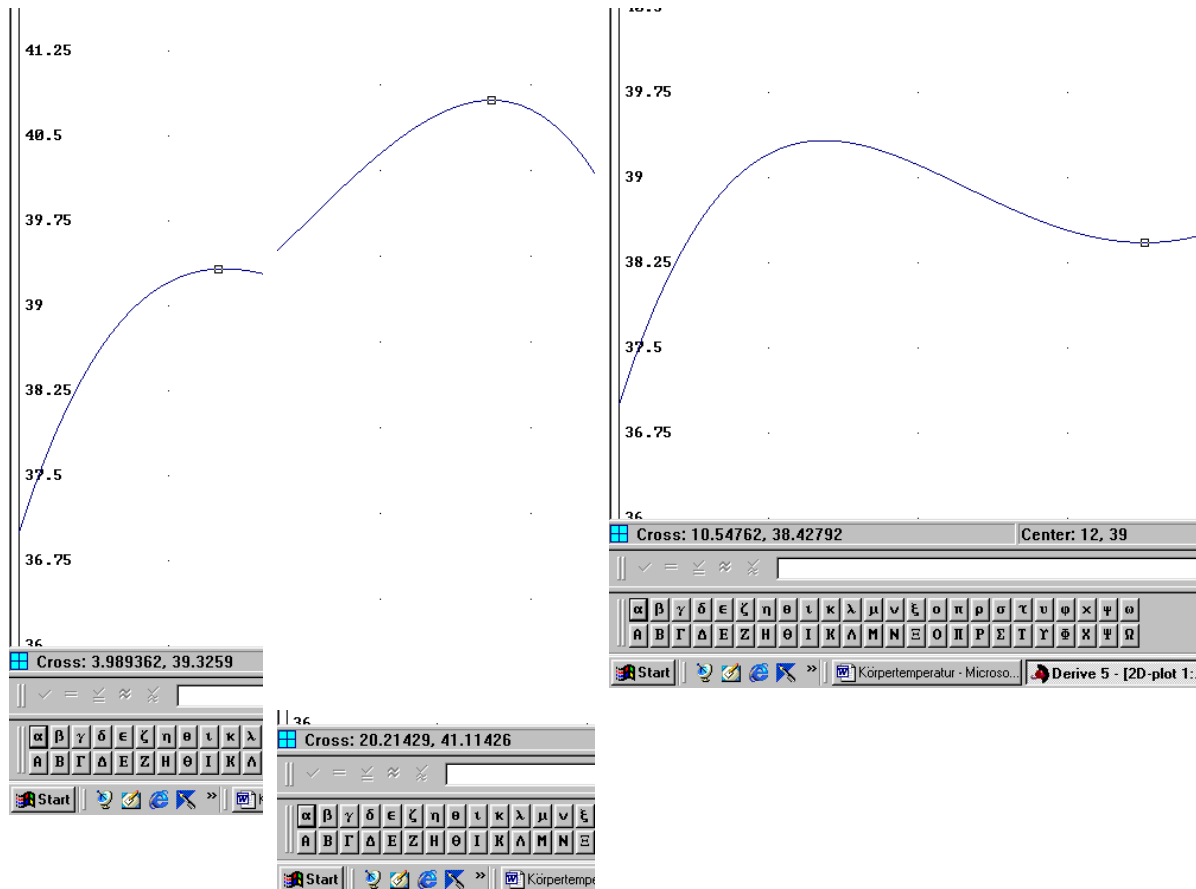 41.25
40.5
39.75
39
38.25
37.5
36.75
36
Cross: 3.989362, 39.3259
α β γ δ ε ζ η θ ι κ λ
Α Β Γ Δ Ε Ζ Η Θ Ι Κ Λ
Start »
36
Cross: 20.21429, 41.11426
α β γ δ ε ζ η θ ι κ λ μ ν ξ
Α Β Γ Δ Ε Ζ Η Θ Ι Κ Λ Μ Ν Ξ
Start » Körpertempe
39.75
39
38.25
37.5
36.75
36
Cross: 10.54762, 38.42792 Center: 12, 39
α β γ δ ε ζ η θ ι κ λ μ ν ξ ο π ρ σ τ υ φ χ ψ ω
Α Β Γ Δ Ε Ζ Η Θ Ι Κ Λ Μ Ν Ξ Ο Π Ρ Σ Τ Υ Φ Χ Ψ Ω
Start » Körpertemperatur - Microso... Derive 5 - [2D-plot 1:.